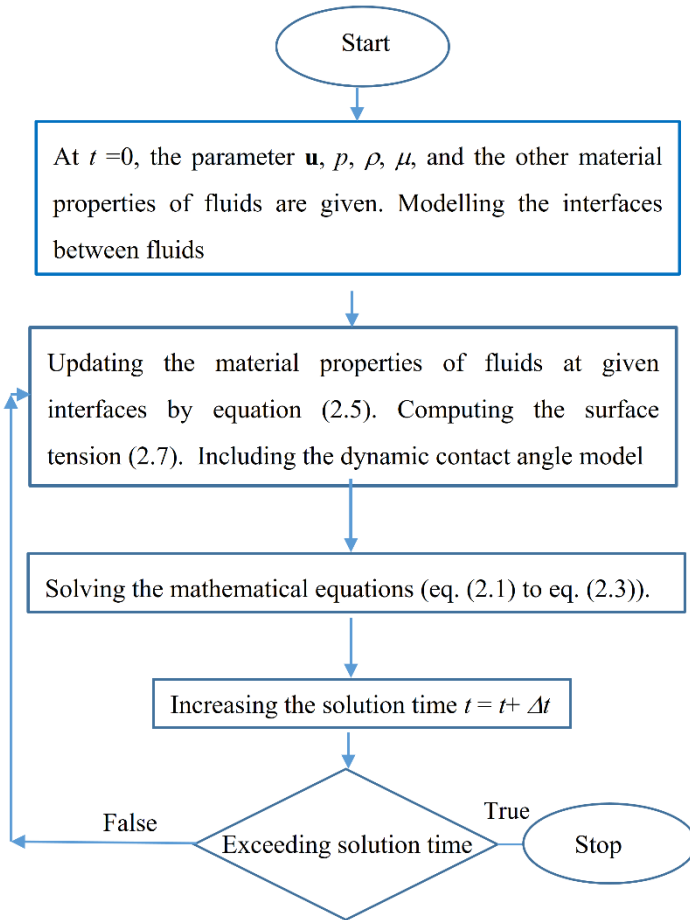 Start
At t =0, the parameter u, p, ρ, μ, and the other material
properties of fluids are given. Modelling the interfaces
between fluids
Updating the material properties of fluids at given
interfaces by equation (2.5). Computing the surface
tension (2.7). Including the dynamic contact angle model
Solving the mathematical equations (eq. (2.1) to eq. (2.3)).
Increasing the solution time t = t+ Δt
False
True
Exceeding solution time
Stop